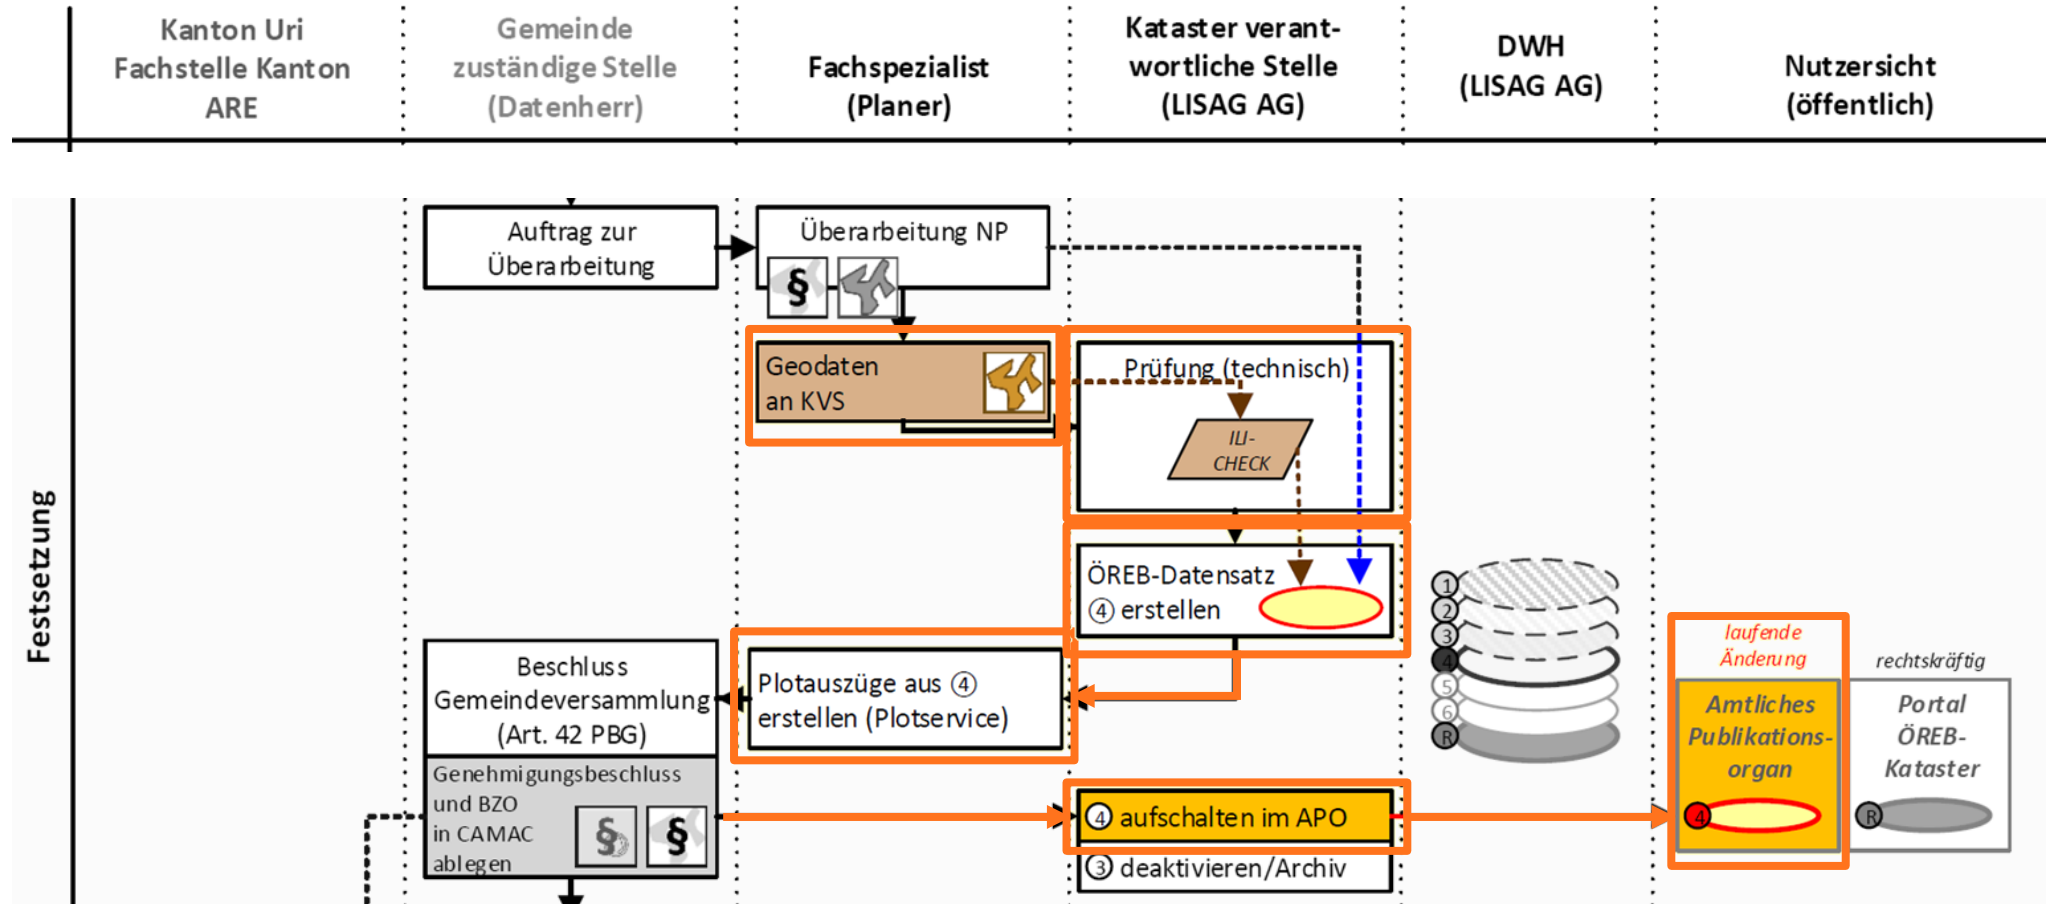 Kanton Uri
Fachstelle Kanton
ARE
Gemeinde
zuständige Stelle
(Datenherr)
Fachspezialist
(Planer)
Kataster verant-
wortliche Stelle
(LISAG AG)
DWH
(LISAG AG)
Nutzersicht
(öffentlich)
Festsetzung
Auftrag zur
Überarbeitung
Überarbeitung NP
§
Geodaten
an KVS
Prüfung (technisch)
ILI-
CHECK
ÖREB-Datensatz
④ erstellen
Plotauszüge aus ④
erstellen (Plotservice)
Beschluss
Gemeindeversammlung
(Art. 42 PBG)
Genehmigungsbeschluss
und BZO
in CAMAC
ablegen
§
§
④ aufschalten im APO
③ deaktivieren/Archiv
1
2
3
4
5
6
R
laufende
Änderung
Amtliches
Publikations-
organ
4
rechtskräftig
Portal
ÖREB-
Kataster
R